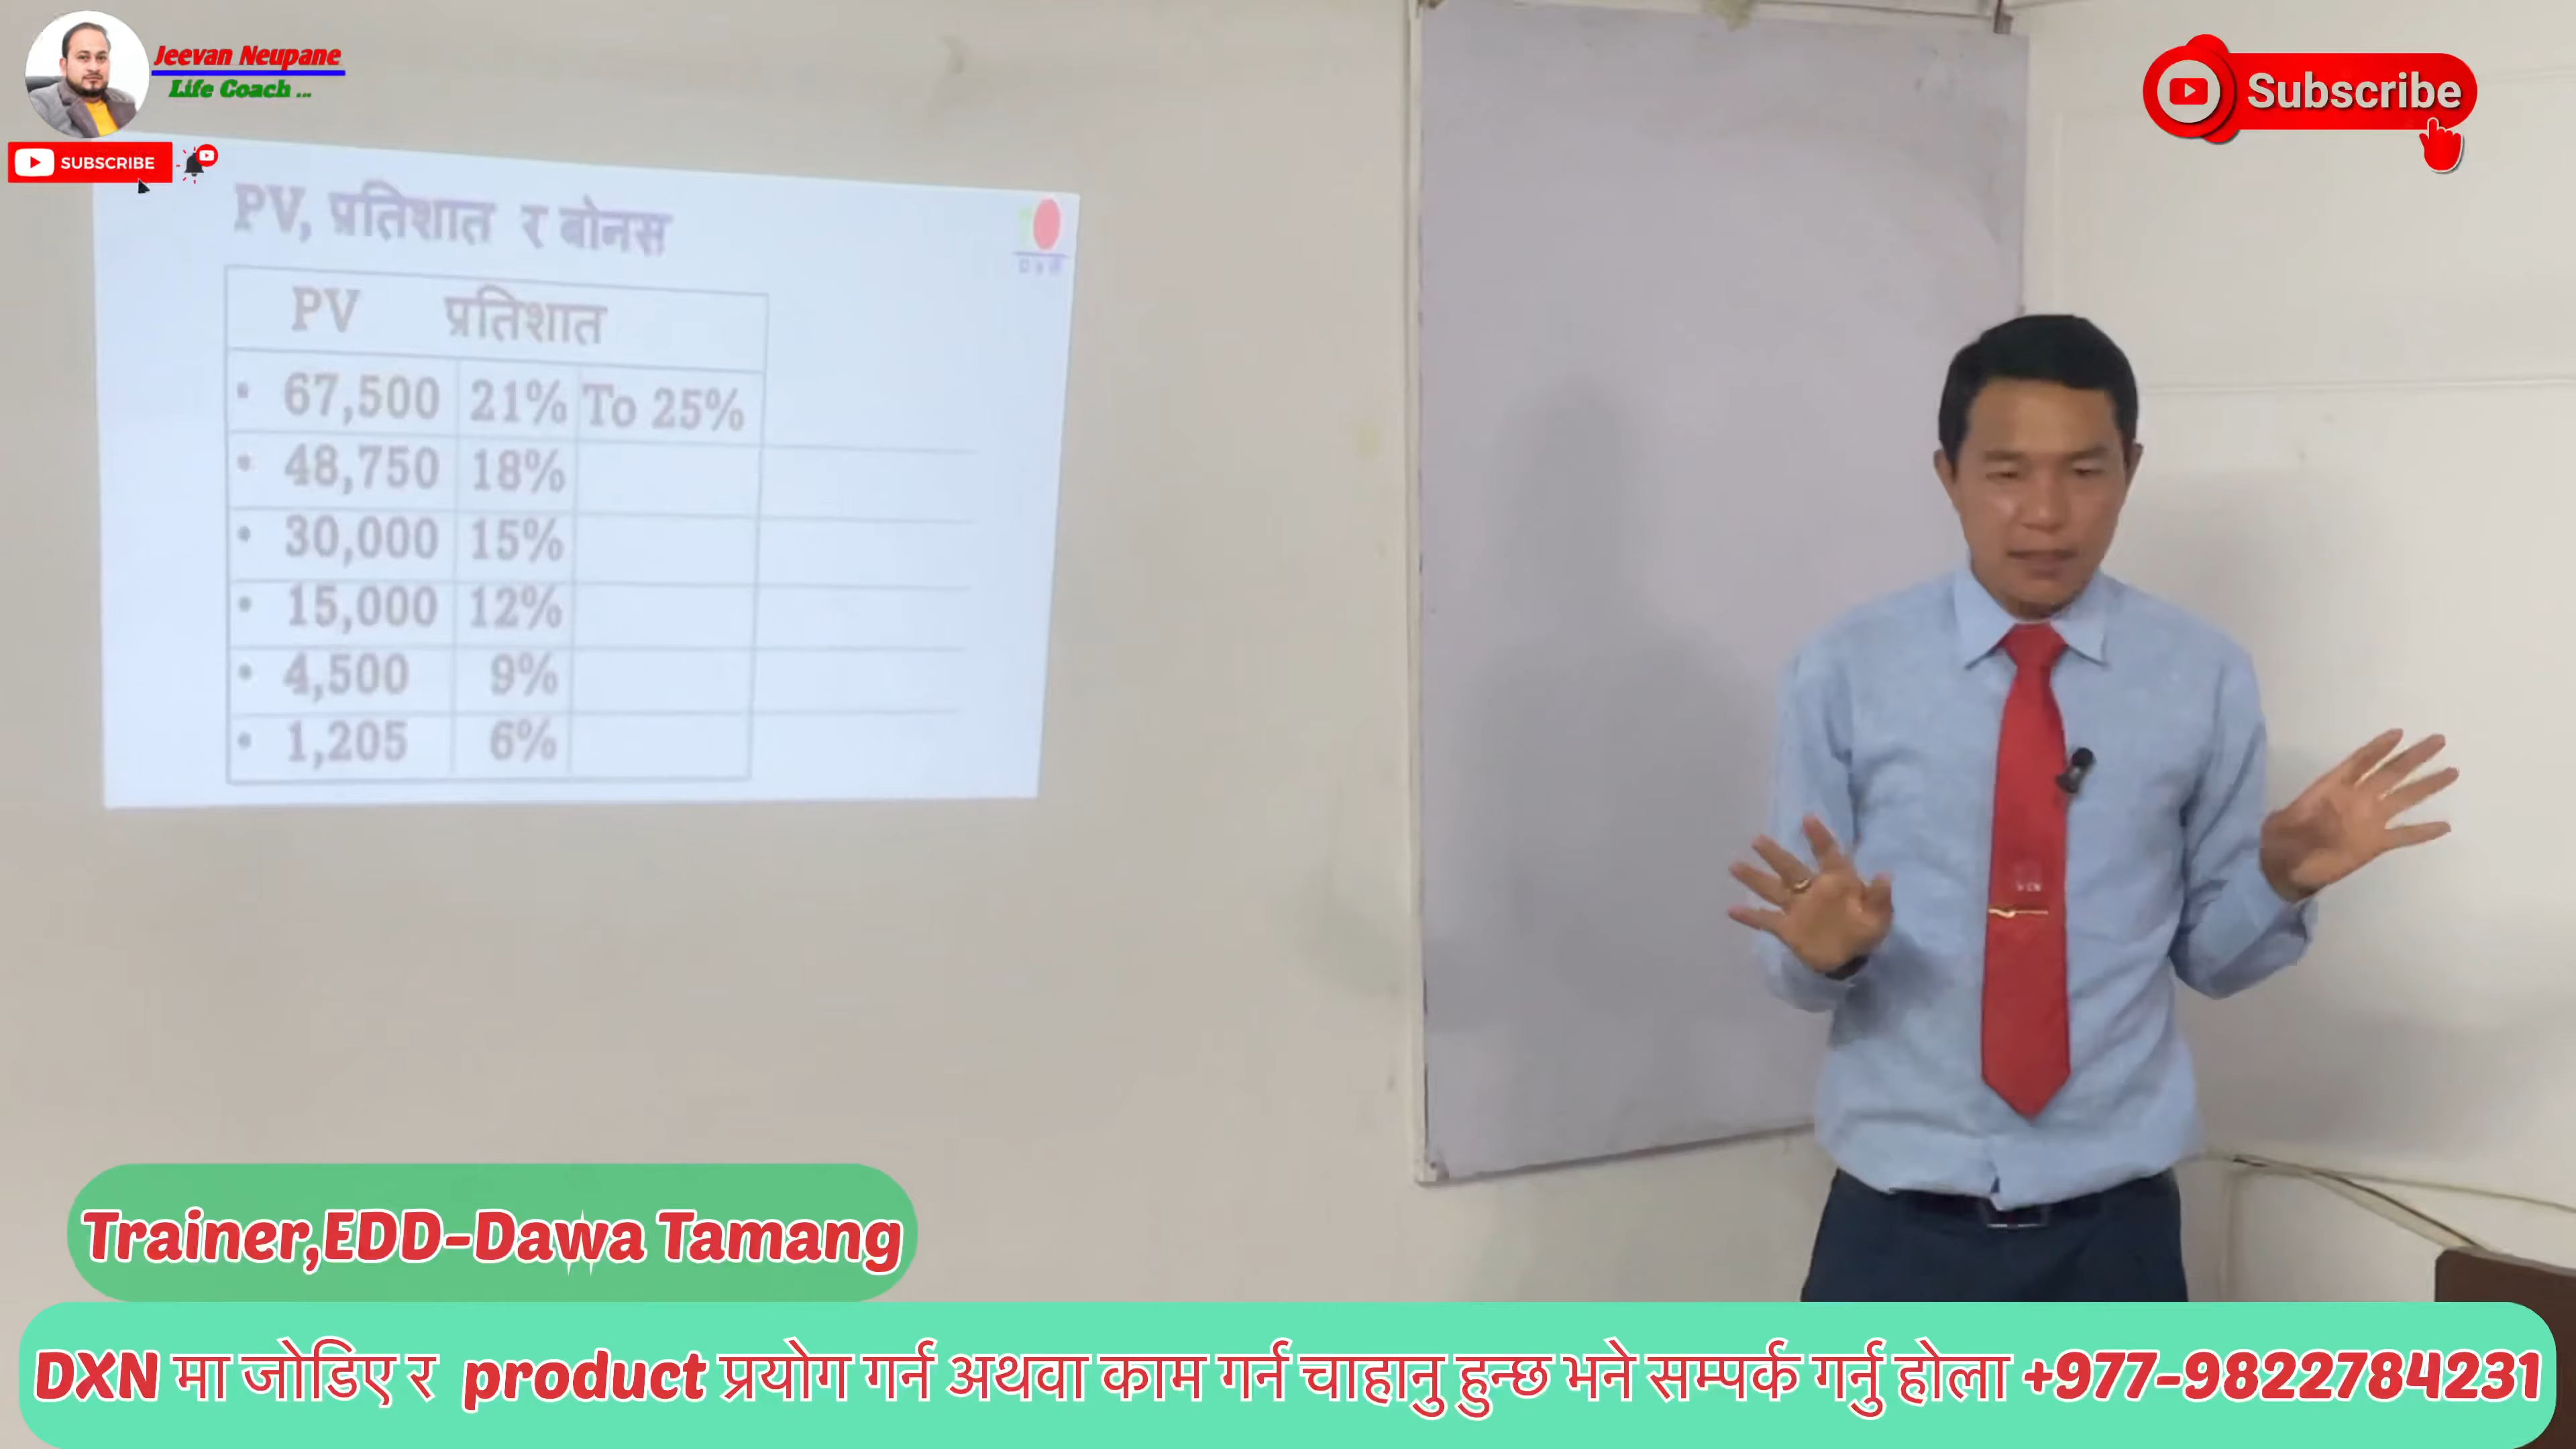 Jeevan Neupane
Life Coach ...
SUBSCRIBE
Subscribe
PV, प्रतिशात र बोनस
PV प्रतिशात
• 67,500 21% To 25%
• 48,750 18%
• 30,000 15%
• 15,000 12%
• 4,500 9%
• 1,205 6%
Trainer,EDD-Dawa Tamang
DXN मा जोडिए र product प्रयोग गर्न अथवा काम गर्न चाहानु हुन्छ भने सम्पर्क गर्नु होला +977-9822784231